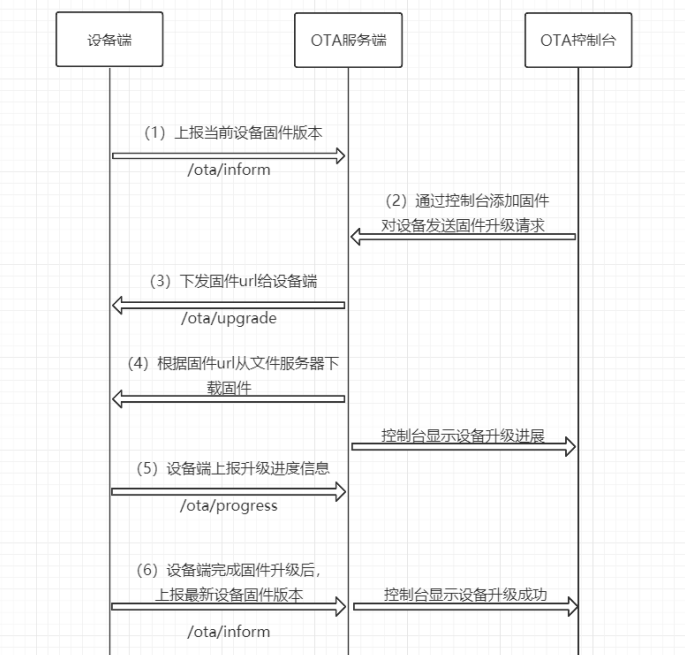 设备端
OTA服务端
OTA控制台
（1）上报当前设备固件版本
/ota/inform
（2）通过控制台添加固件
对设备发送固件升级请求
（3）下发固件url给设备端
/ota/upgrade
（4）根据固件url从文件服务器下
载固件
控制台显示设备升级进展
（5）设备端上报升级进度信息
/ota/progress
（6）设备端完成固件升级后，
上报最新设备固件版本
控制台显示设备升级成功
/ota/inform